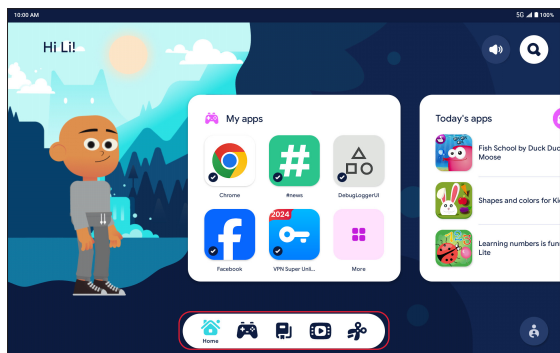 10:00 AM
5G 100%
Hi Li!
My apps
Chrome
#news
DebugLoggerUI
2024
Facebook
VPN Super Unli...
More
Today's apps
Fish School by Duck Duc
Moose
Shapes and colors for Ki
Learning numbers is fun
Lite
Home